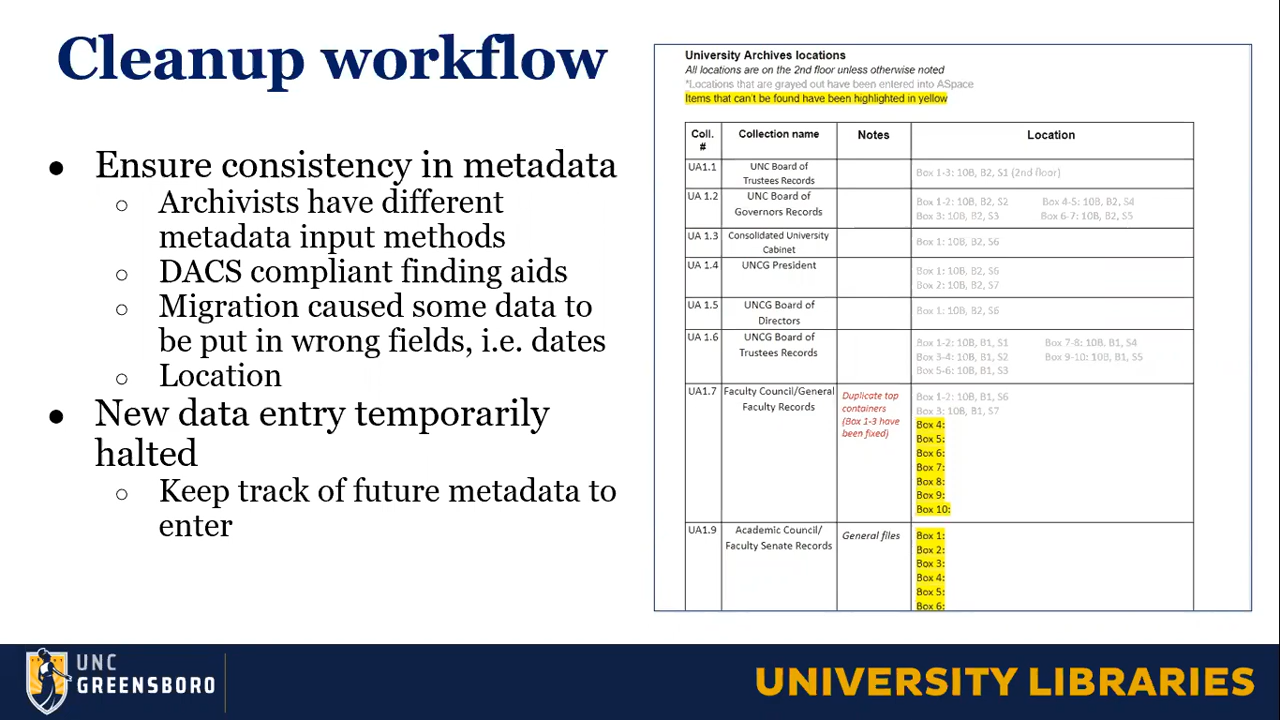 Cleanup workflow
● Ensure consistency in metadata
○ Archivists have different
metadata input methods
○ DACS compliant finding aids
○ Migration caused some data to
be put in wrong fields, i.e. dates
○ Location
● New data entry temporarily
halted
○ Keep track of future metadata to
enter
University Archives locations
All locations are on the 2nd floor unless otherwise noted
*Locations that are grayed out have been entered into ASpace
Items that can't be found have been highlighted in yellow
Coll. # Collection name Notes Location
UA1.1 UNC Board of Box 1-3: 10B, B2, S1 (2nd floor)
Trustees Records
UA 1.2 UNC Board of Box 1-2: 10B, B2, S2 Box 4-5: 10B, B2, S4
Governors Records Box 3: 10B, B2, S3 Box 6-7: 10B, B2, S5
UA 1.3 Consolidated University Box 1: 10B, B2, S6
Cabinet
UA 1.4 UNCG President Box 1: 10B, B2, S6
Box 2: 10B, B2, S7
UA 1.5 UNCG Board of Box 1: 10B, B2, S6
Directors
UA 1.6 UNCG Board of Box 1-2: 10B, B1, S1 Box 7-8: 10B, B1, S4
Trustees Records Box 3-4: 10B, B1, S2 Box 9-10: 10B, B1, S5
Box 5-6: 10B, B1, S3
UA1.7 Faculty Council/General Duplicate top Box 1-2: 10B, B1, S6
Faculty Records containers Box 3: 10B, B1, S7
(Box 1-3 have Box 4:
been fixed) Box 5:
Box 6:
Box 7:
Box 8:
Box 9:
Box 10:
UA1.9 Academic Council/ General files Box 1:
Faculty Senate Records Box 2:
Box 3:
Box 4:
Box 5:
Box 6:
UNC
GREENSBORO
UNIVERSITY LIBRARIES